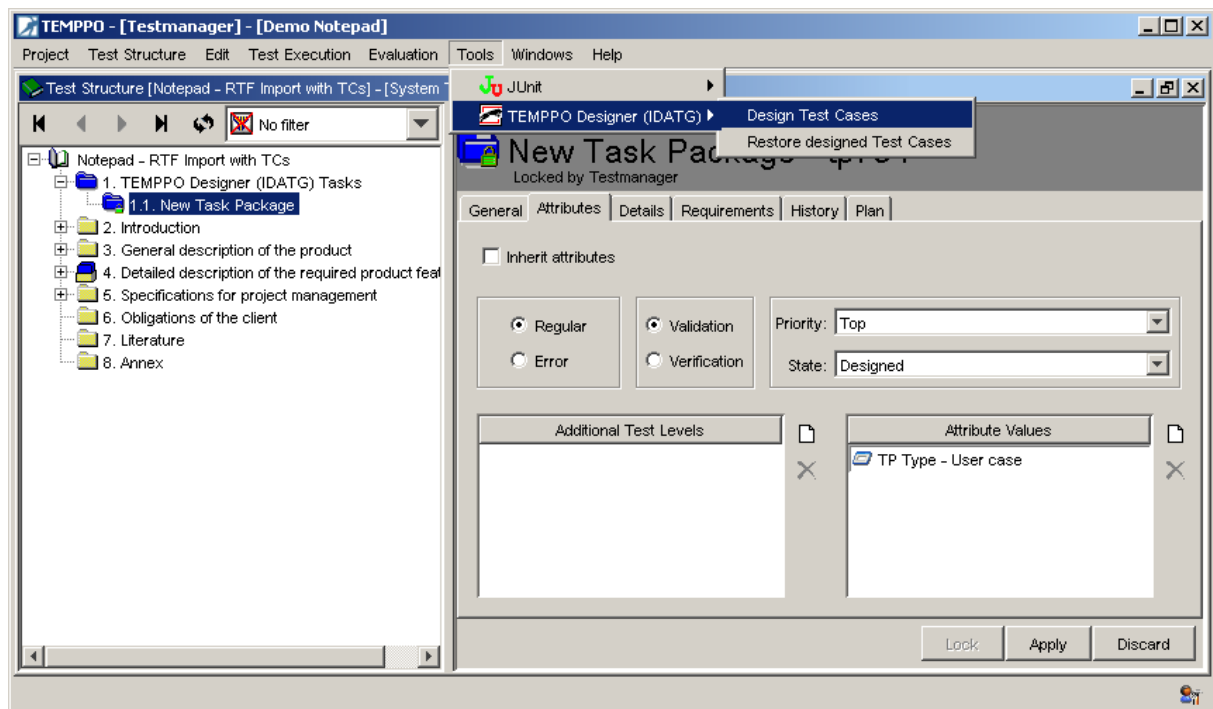 TEMPPO - [Testmanager] - [Demo Notepad]
Project Test Structure Edit Test Execution Evaluation Tools Windows Help
Test Structure [Notepad - RTF Import with TCs] - [System
JUnit
TEMPPO Designer (IDATG)
Design Test Cases
Restore designed Test Cases
No filter
Notepad - RTF Import with TCs
1. TEMPPO Designer (IDATG) Tasks
1.1. New Task Package
2. Introduction
3. General description of the product
4. Detailed description of the required product feat
5. Specifications for project management
6. Obligations of the client
7. Literature
8. Annex
New Task Package
Locked by Testmanager
General Attributes Details Requirements History Plan
Inherit attributes
Regular Validation Priority: Top
Error Verification State: Designed
Additional Test Levels Attribute Values
TP Type - User case
Lock Apply Discard